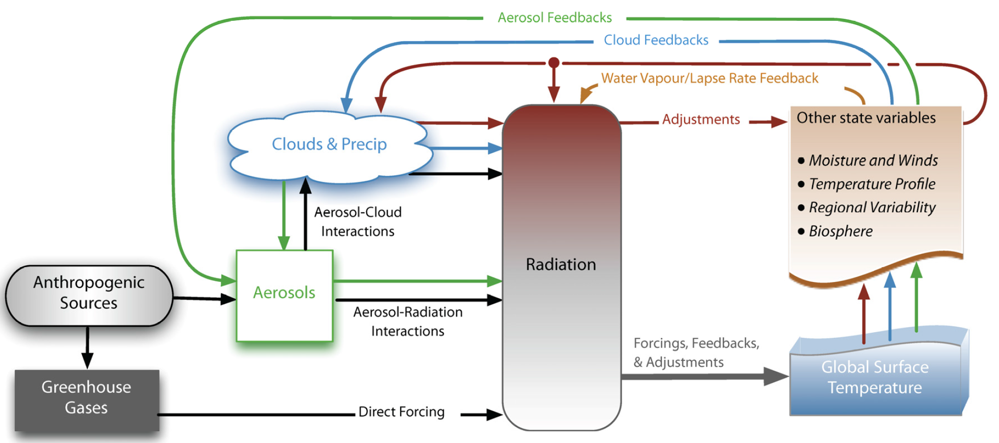 Aerosol Feedbacks
Cloud Feedbacks
Water Vapour/Lapse Rate Feedback
Adjustments
Other state variables
● Moisture and Winds
● Temperature Profile
● Regional Variability
● Biosphere
Clouds & Precip
Aerosol-Cloud
Interactions
Radiation
Anthropogenic
Sources
Aerosols
Aerosol-Radiation
Interactions
Forcings, Feedbacks,
& Adjustments
Global Surface
Temperature
Greenhouse
Gases
Direct Forcing